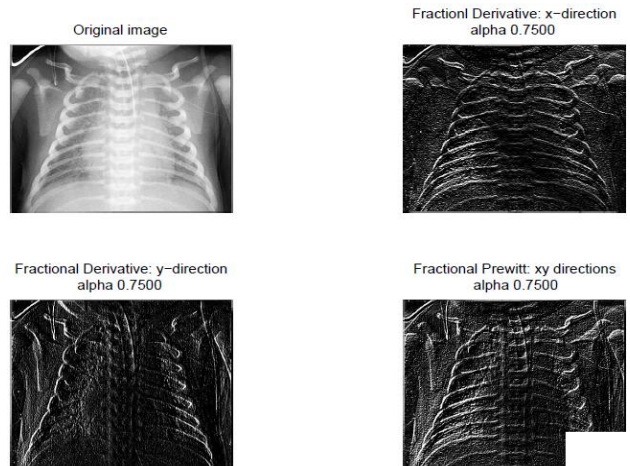 Original image
Fractionl Derivative: x−direction
alpha 0.7500
Fractional Derivative: y−direction
alpha 0.7500
Fractional Prewitt: xy directions
alpha 0.7500